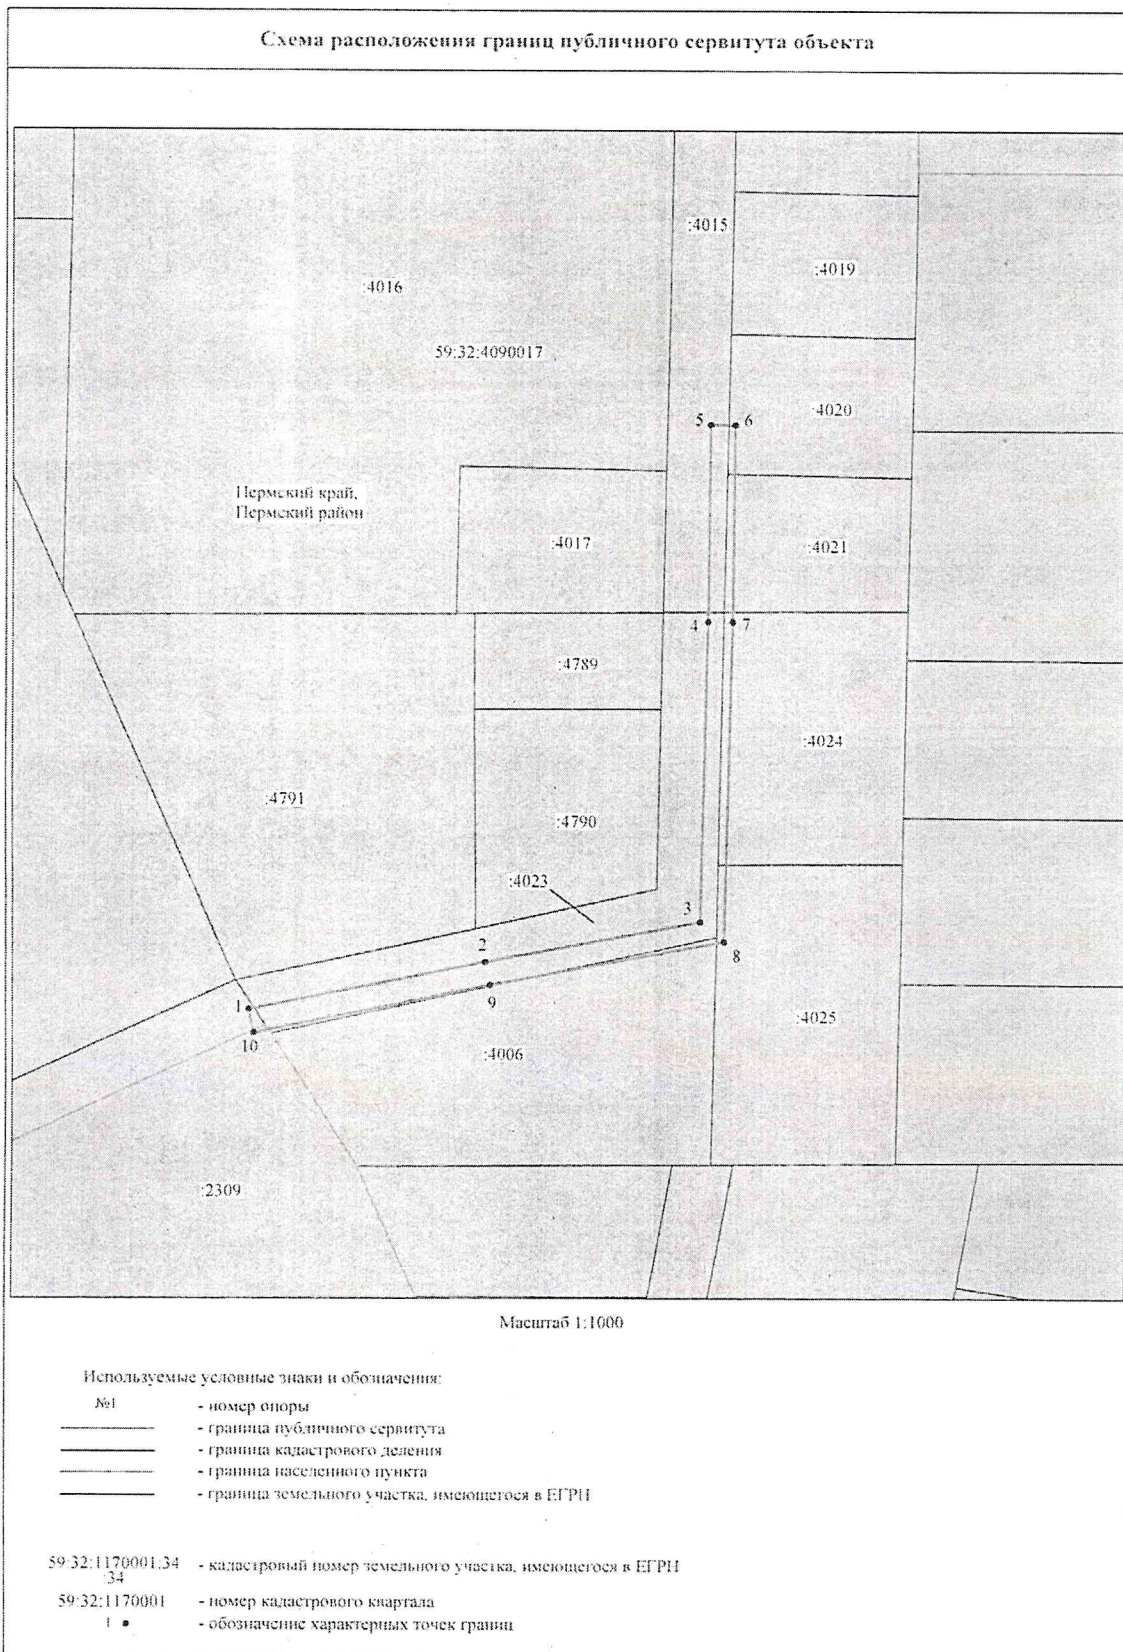 Схема расположения границ публичного сервитута объекта
:4015
:4019
:4016
59:32:4090017
:4020
5
6
Пермский край,
Пермский район
:4017
:4021
4
7
:4789
:4024
:4791
:4790
:4023
3
2
8
1
9
:4025
10
:4006
:2309
Масштаб 1:1000
Используемые условные знаки и обозначения:
№1 - номер опоры
- граница публичного сервитута
- граница кадастрового деления
- граница населенного пункта
- граница земельного участка, имеющегося в ЕГРН
59:32:1170001:34 - кадастровый номер земельного участка, имеющегося в ЕГРН
:34
59:32:1170001 - номер кадастрового квартала
1 - обозначение характерных точек границ